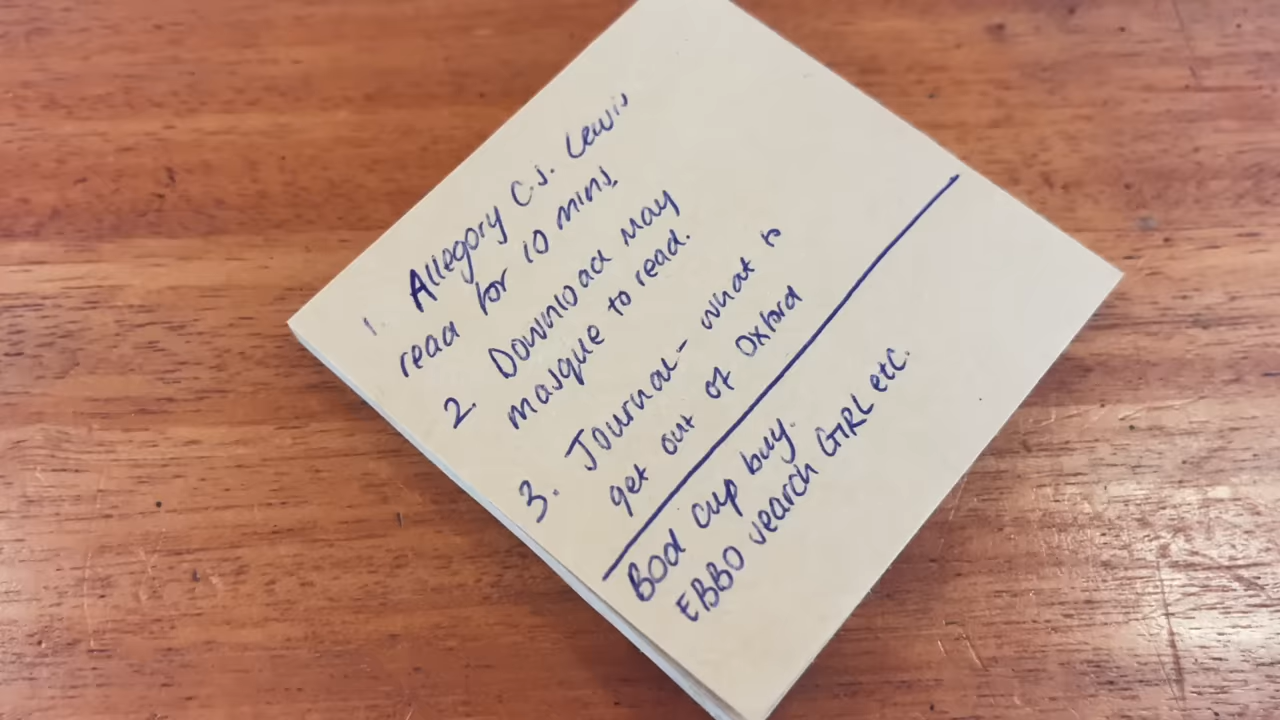 1. Allegory C.S. Lewis
read for 10 mins
2. Download May
masque to read.
3. Journal - what to
get out of Oxford
Bod cup buy.
EBBO search GIRL etc.